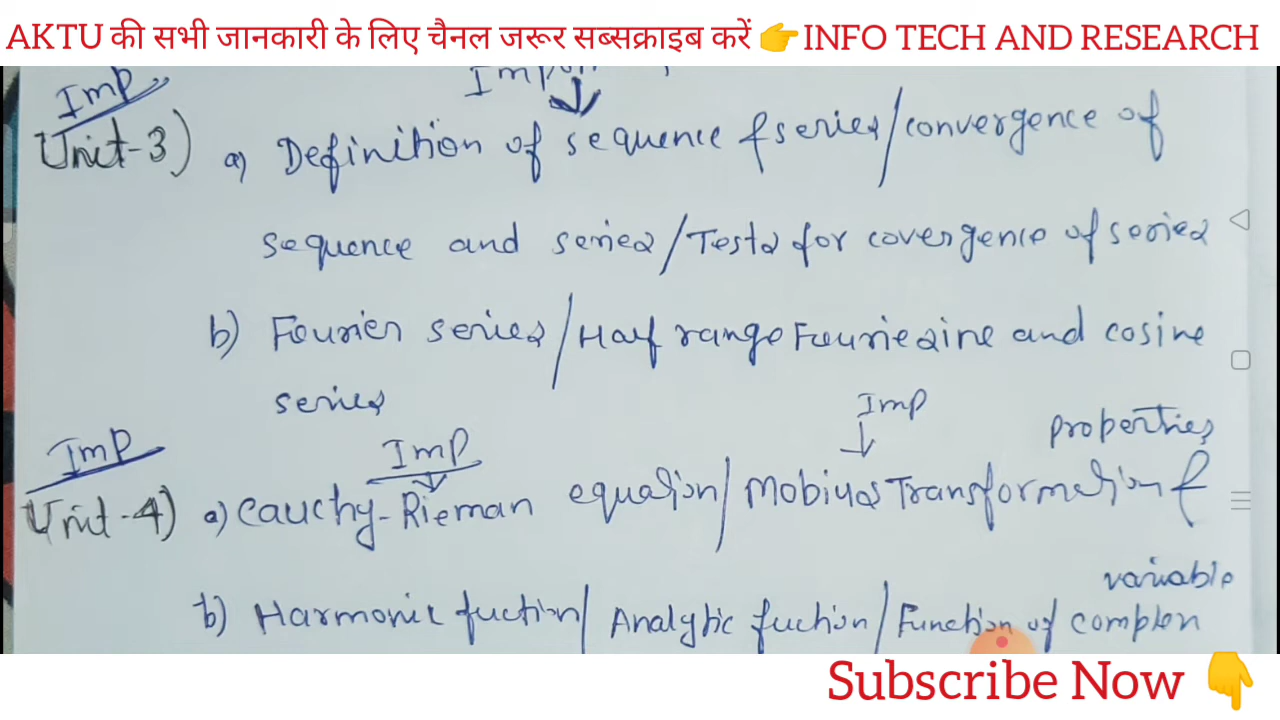 AKTU की सभी जानकारी के लिए चैनल जरूर सब्सक्राइब करें 👉 INFO TECH AND RESEARCH
Imp
Unit-3) a) Definition of sequence & series/convergence of
sequence and series/Tests for covergence of series
b) Fourier series/Half range Fourie sine and cosine
series
Imp
Imp Imp properties
Unit-4) a) Cauchy-Rieman equation/Mobius Transformation &
variable
b) Harmonic fuction/Analytic fuction/Function of complex
Subscribe Now 👇